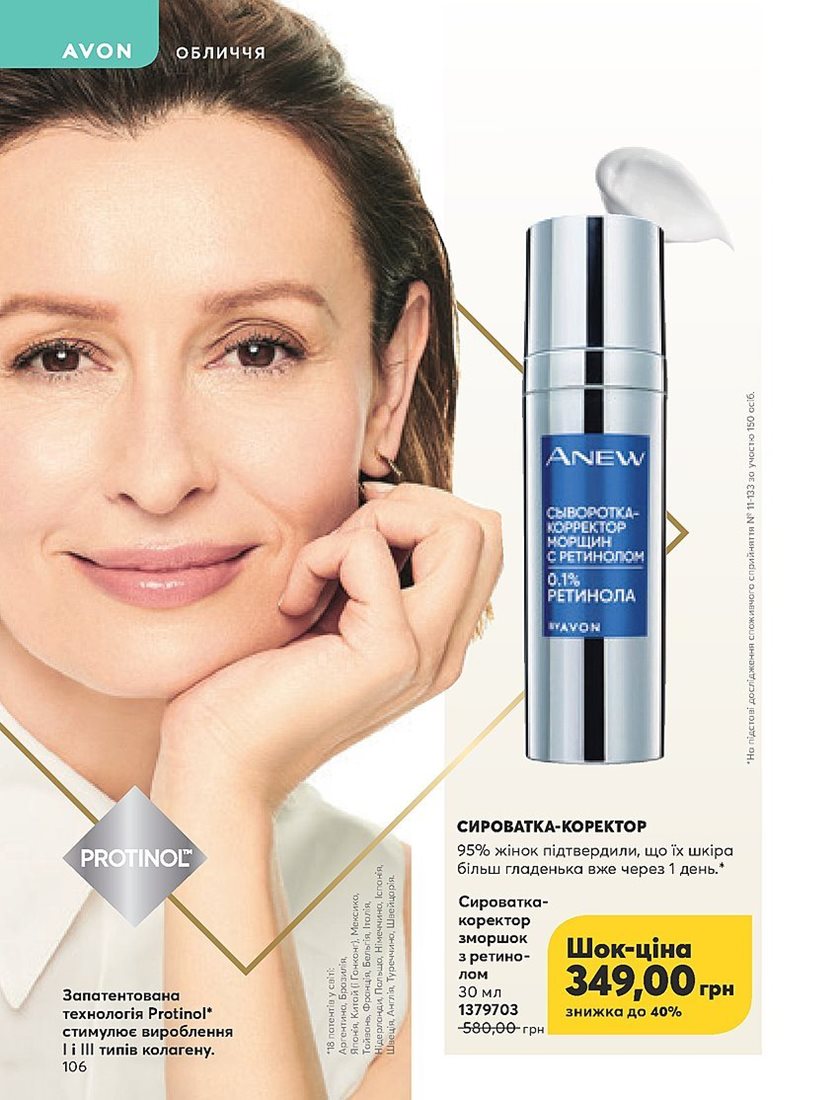 AVON
ОБЛИЧЧЯ
ANEW
СЫВОРОТКА-
КОРРЕКТОР
МОРЩИН
С РЕТИНОЛОМ
0.1%
РЕТИНОЛА
BY AVON
*На підставі дослідження споживчого сприйняття № 11-133 за участю 150 осіб.
PROTINOL™
Запатентована
технологія Protinol*
стимулює вироблення
I і III типів колагену.
106
*18 патентів у світі:
Аргентина, Бразилія,
Японія, Китай (і Гонконг), Мексика,
Тайвань, Франція, Бельгія, Італія,
Нідерланди, Польща, Німеччина, Іспанія,
Швеція, Англія, Туреччина, Швейцарія.
СИРОВАТКА-КОРЕКТОР
95% жінок підтвердили, що їх шкіра
більш гладенька вже через 1 день.*
Сироватка-
коректор
зморшок
з ретино-
лом
30 мл
1379703
580,00 грн
Шок-ціна
349,00 грн
знижка до 40%